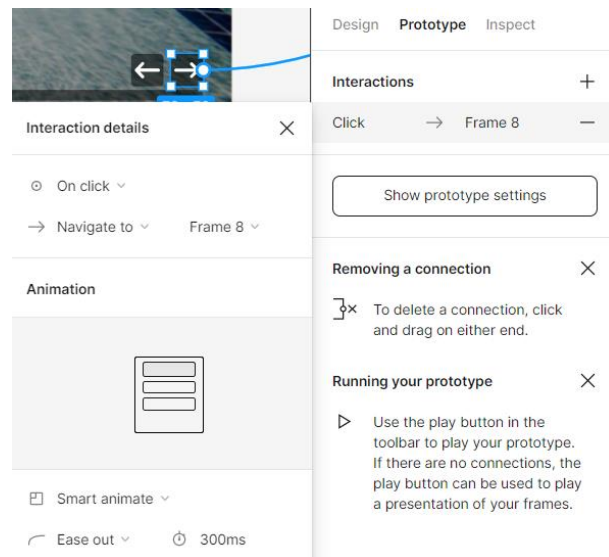 Design Prototype Inspect
Interactions
Click Frame 8
Show prototype settings
Removing a connection
To delete a connection, click
and drag on either end.
Running your prototype
Use the play button in the
toolbar to play your prototype.
If there are no connections, the
play button can be used to play
a presentation of your frames.
Interaction details
On click
Navigate to Frame 8
Animation
Smart animate
Ease out 300ms